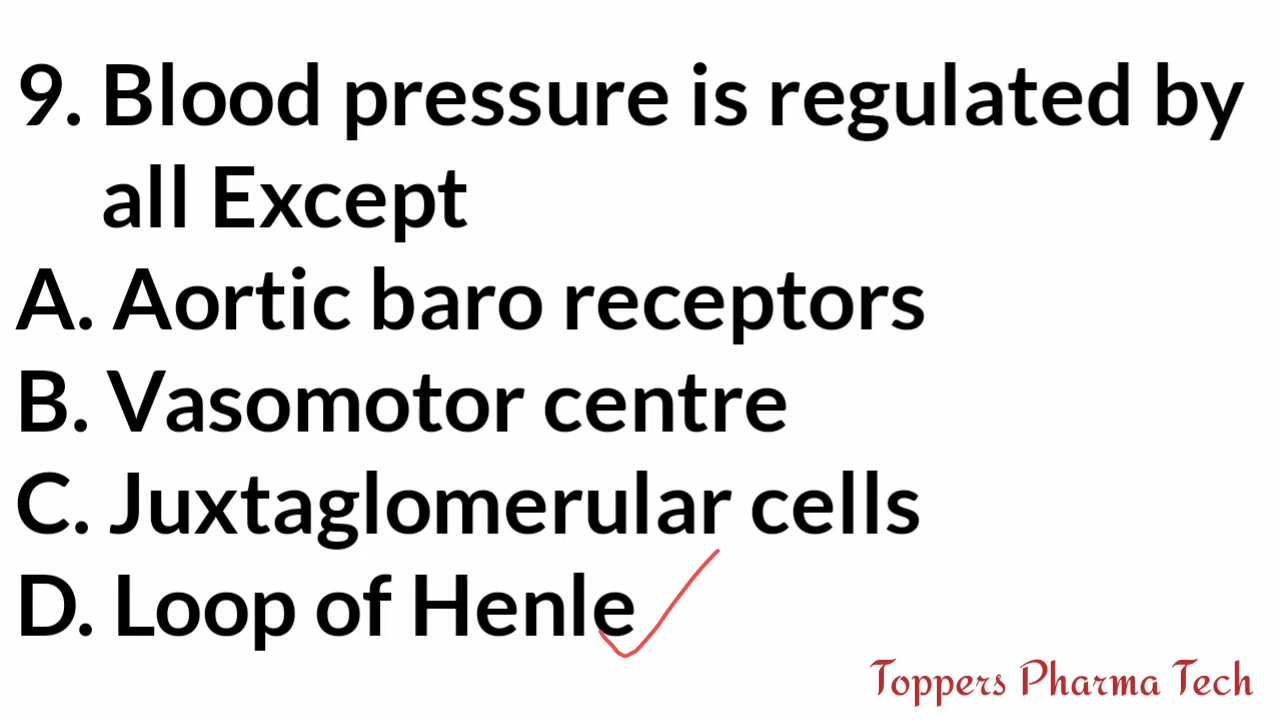 9. Blood pressure is regulated by
all Except
A. Aortic baro receptors
B. Vasomotor centre
C. Juxtaglomerular cells
D. Loop of Henle
Toppers Pharma Tech